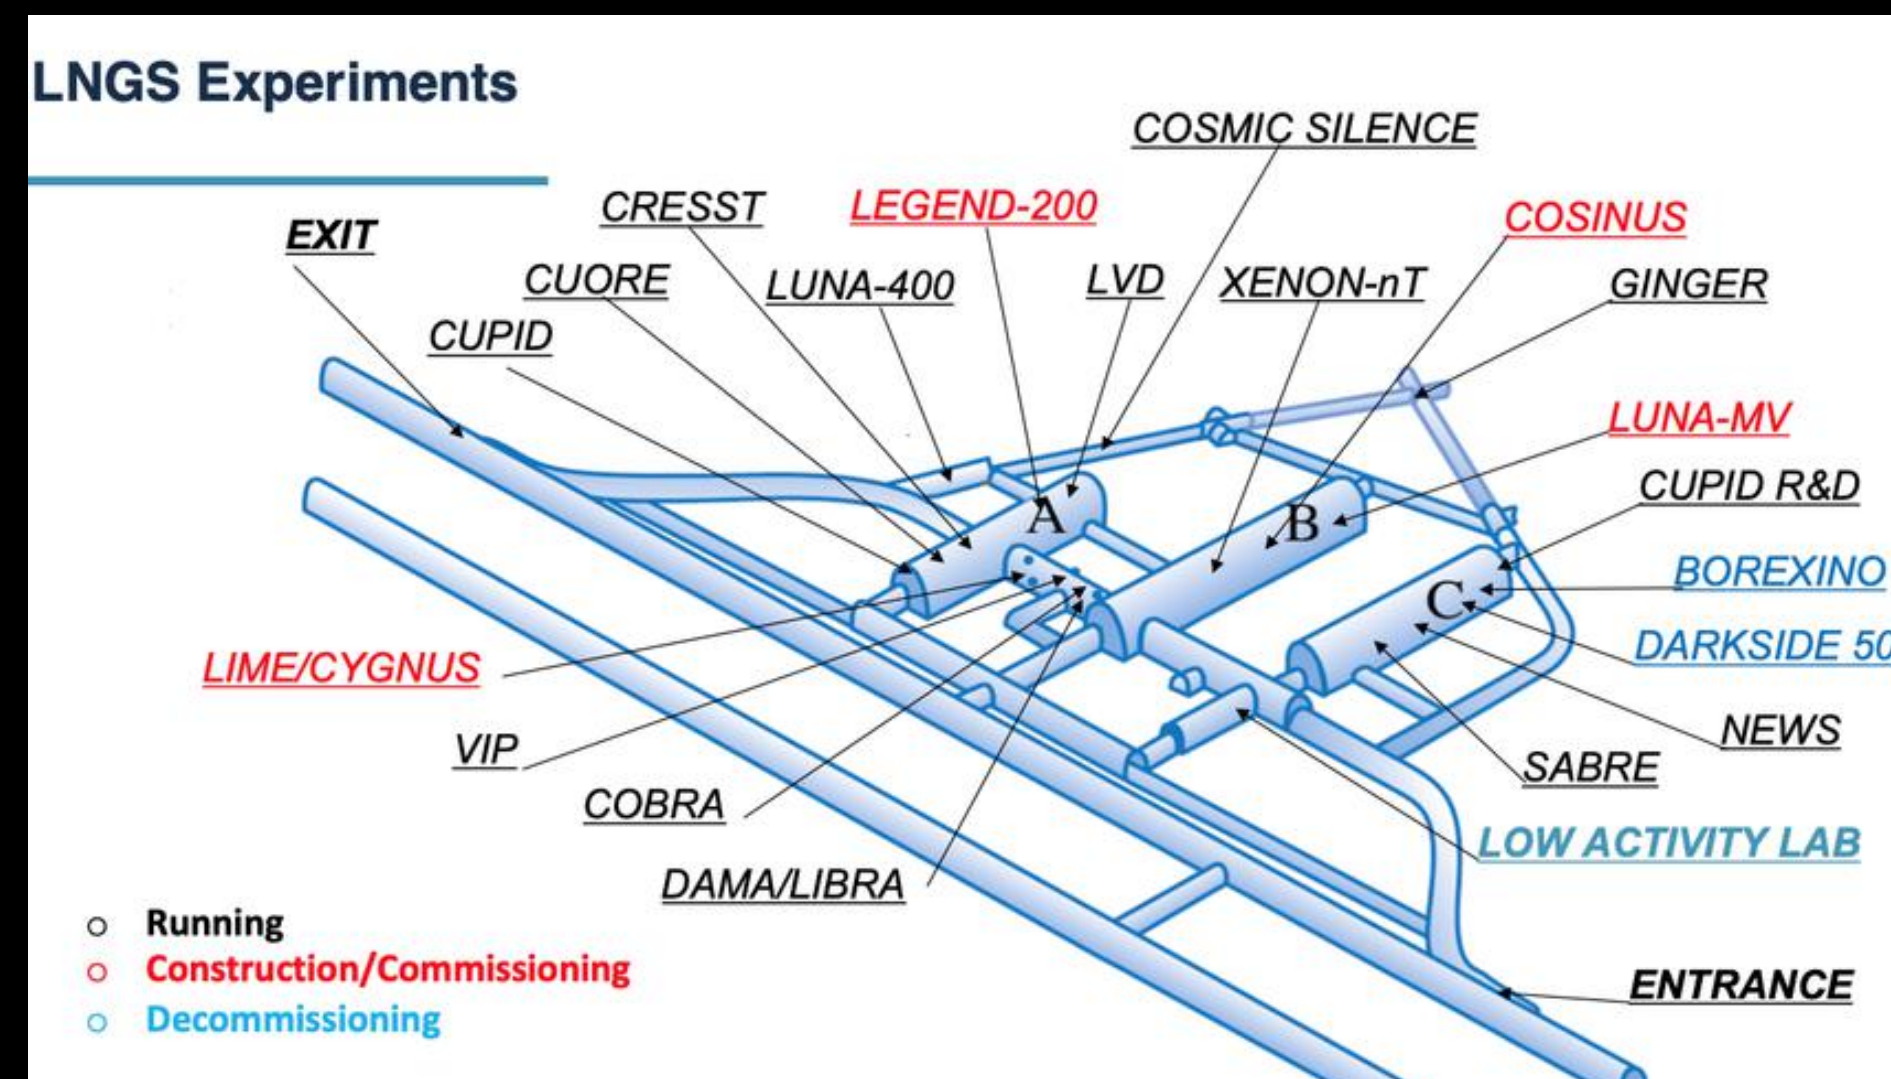 LNGS Experiments
COSMIC SILENCE
CRESST
LEGEND-200
COSINUS
EXIT
CUORE
LUNA-400
LVD
XENON-nT
GINGER
CUPID
LUNA-MV
CUPID R&D
A
B
C
BOREXINO
DARKSIDE 50
LIME/CYGNUS
VIP
NEWS
SABRE
COBRA
LOW ACTIVITY LAB
DAMA/LIBRA
Running
Construction/Commissioning
Decommissioning
ENTRANCE